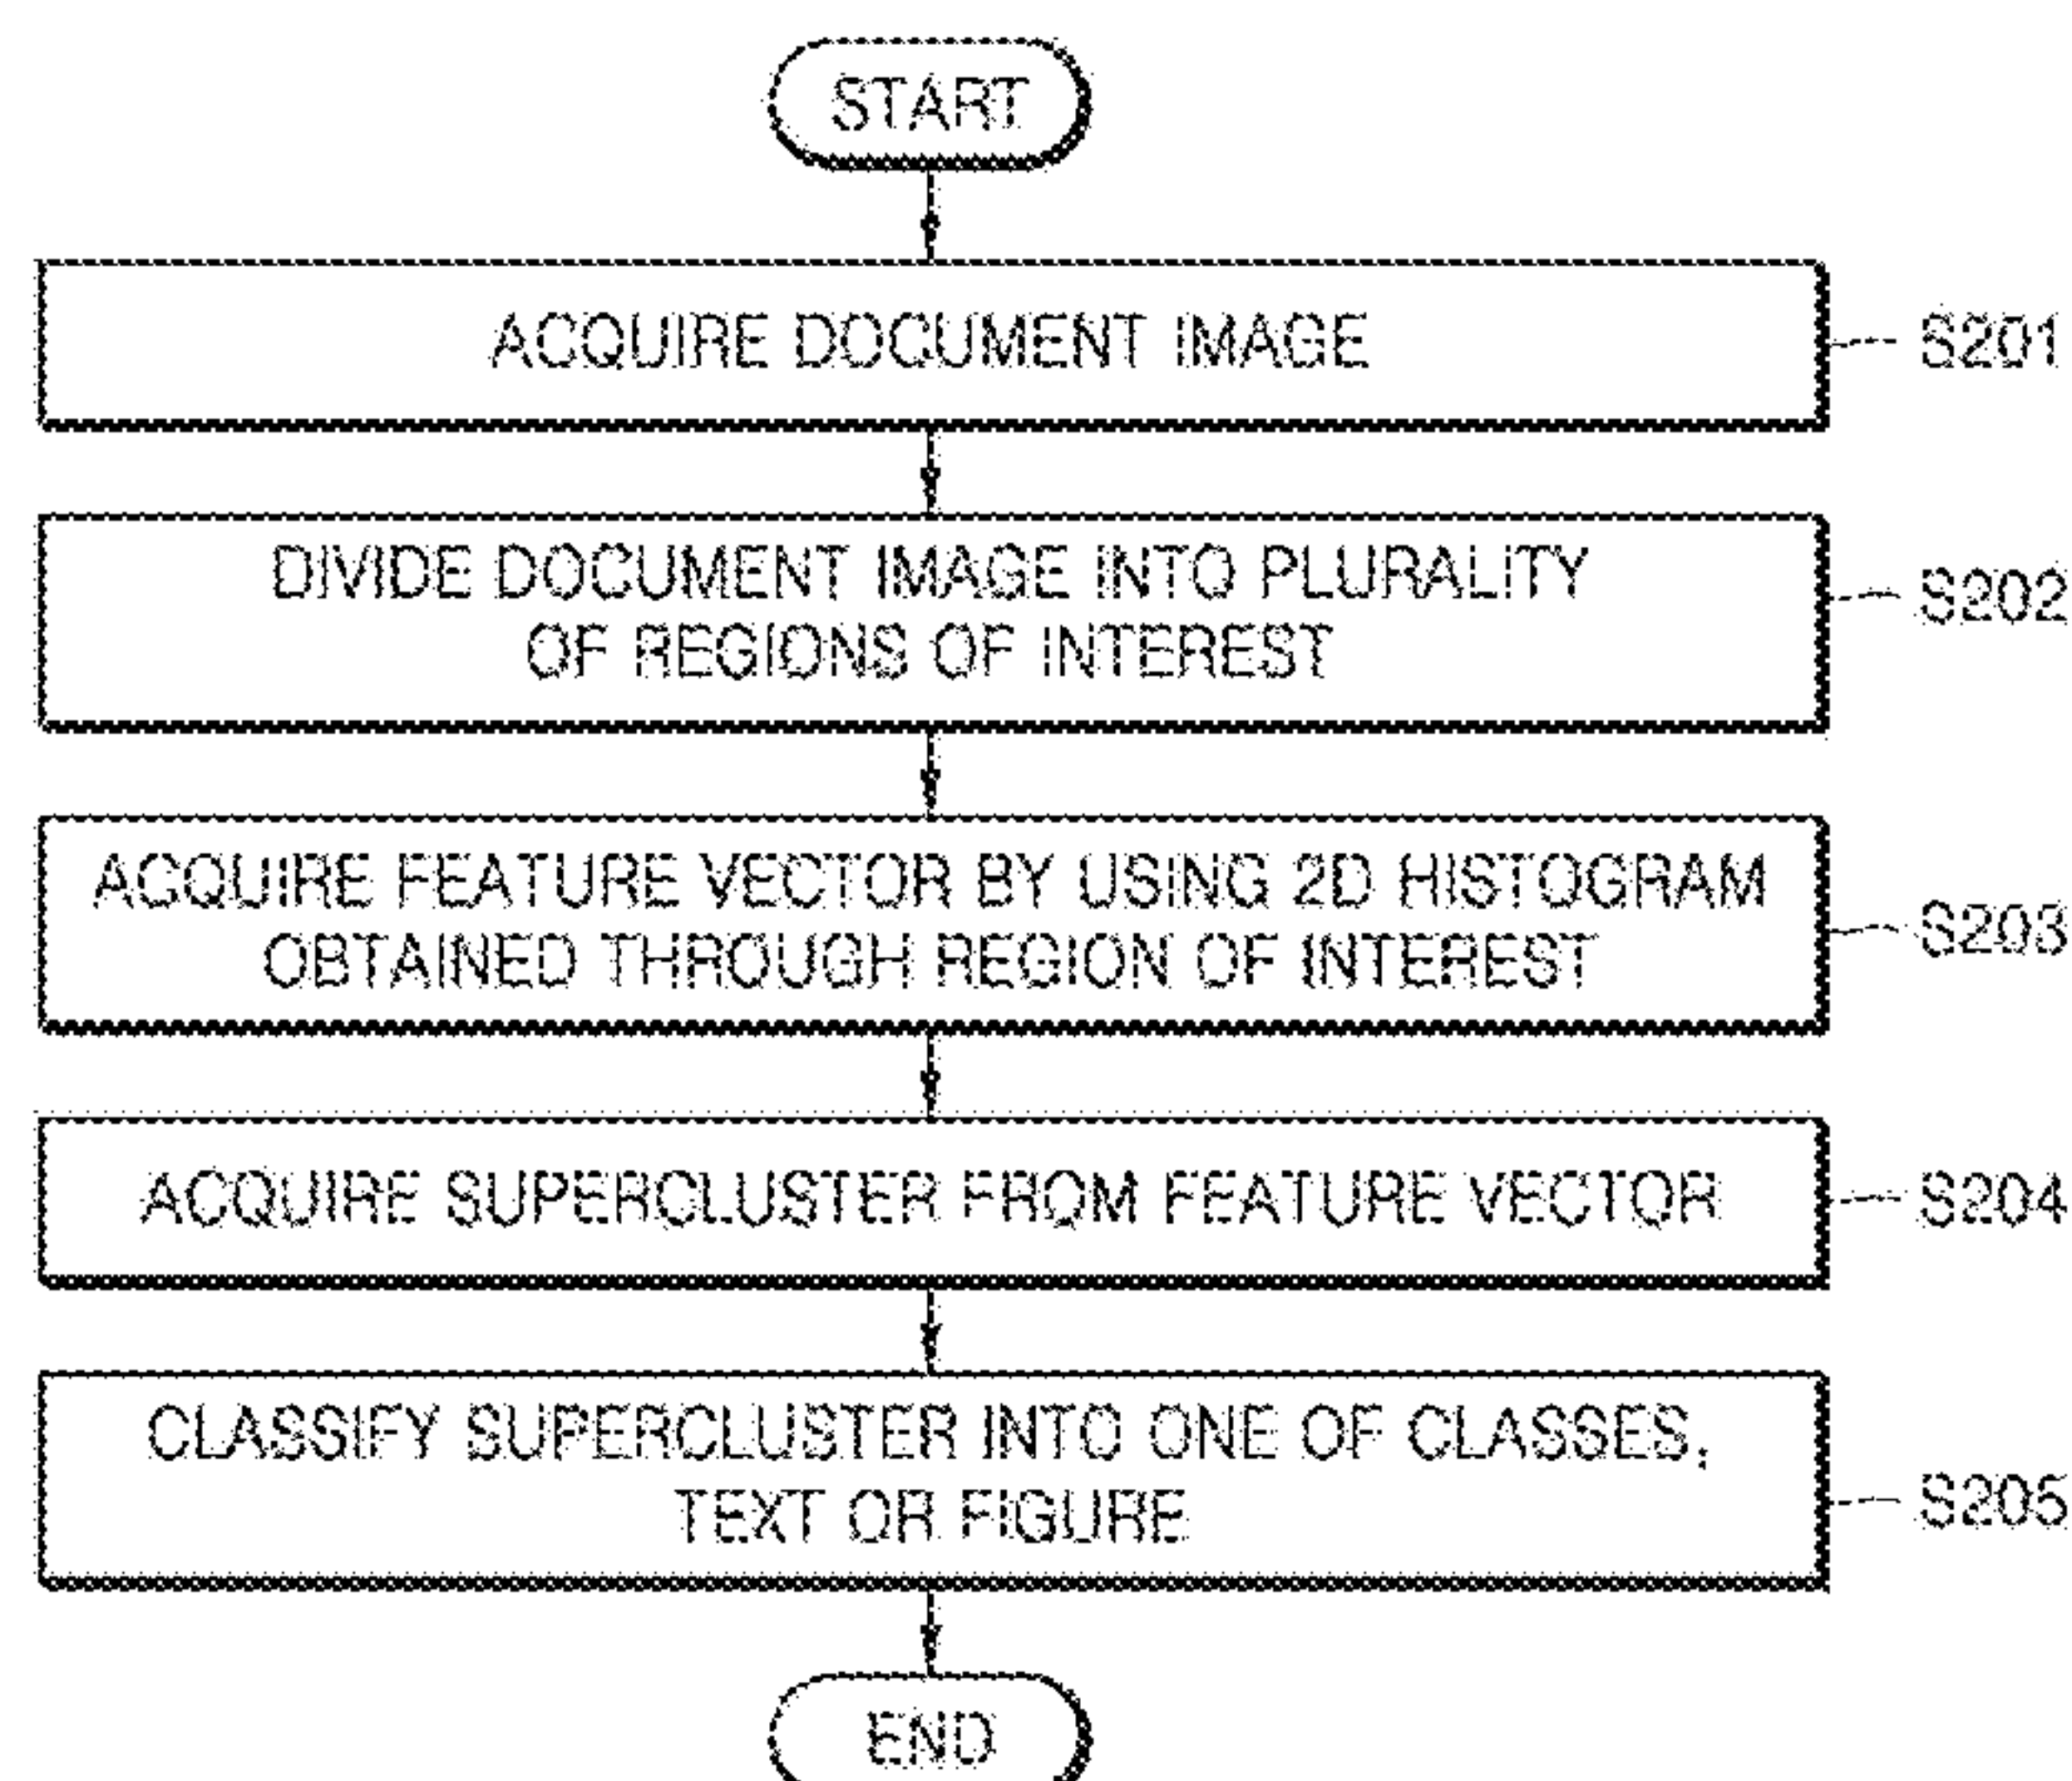 START
ACQUIRE DOCUMENT IMAGE
S201
DIVIDE DOCUMENT IMAGE INTO PLURALITY
OF REGIONS OF INTEREST
S202
ACQUIRE FEATURE VECTOR BY USING 2D HISTOGRAM
OBTAINED THROUGH REGION OF INTEREST
S203
ACQUIRE SUPERCLUSTER FROM FEATURE VECTOR
S204
CLASSIFY SUPERCLUSTER INTO ONE OF CLASSES,
TEXT OR FIGURE
S205
END